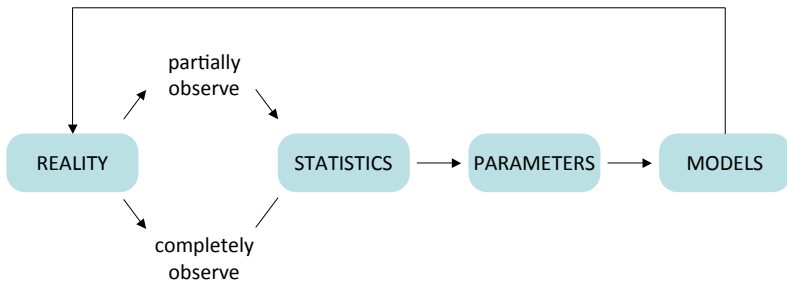 partially
observe
REALITY
STATISTICS
PARAMETERS
MODELS
completely
observe